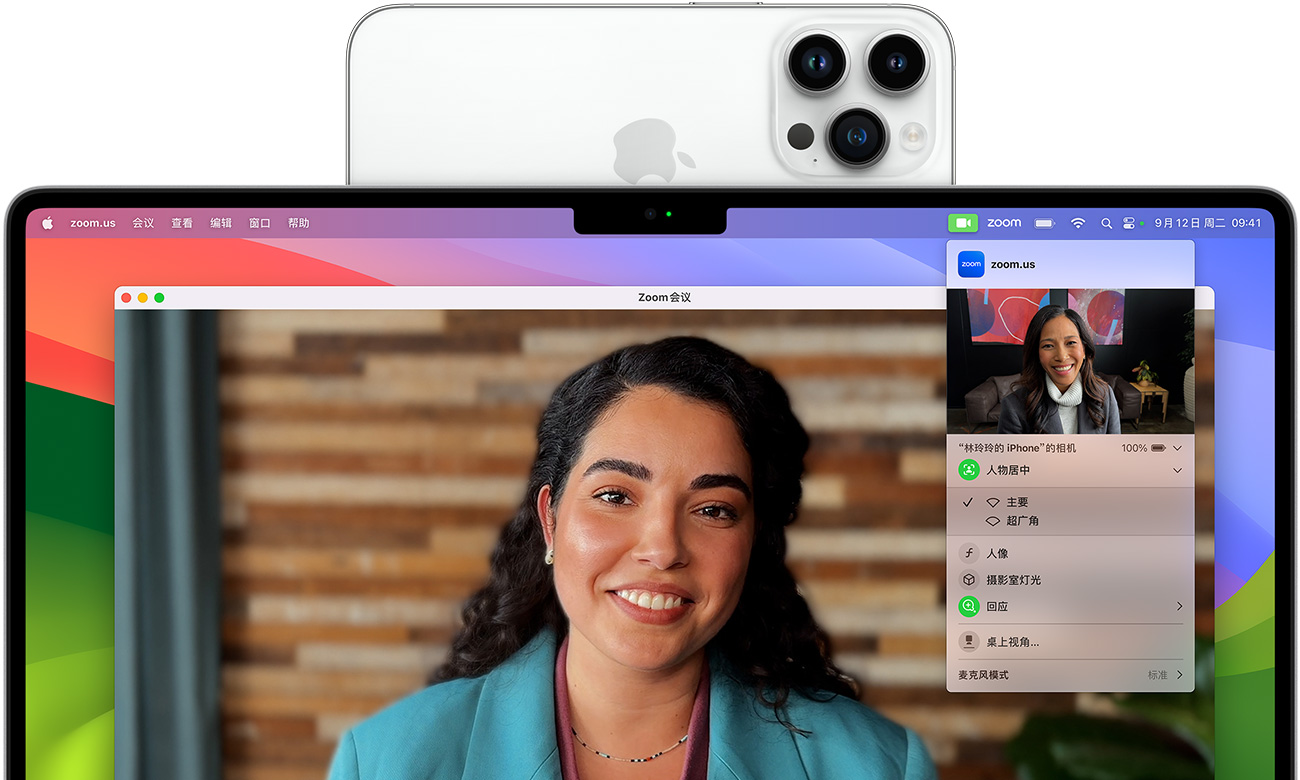 zoom.us 会议 查看 编辑 窗口 帮助 zoom 9月12日 周二 09:41
zoom zoom.us
Zoom会议
“林玲玲的 iPhone”的相机 100%
人物居中
主要
超广角
人像
摄影室灯光
回应
桌上视角...
麦克风模式 标准